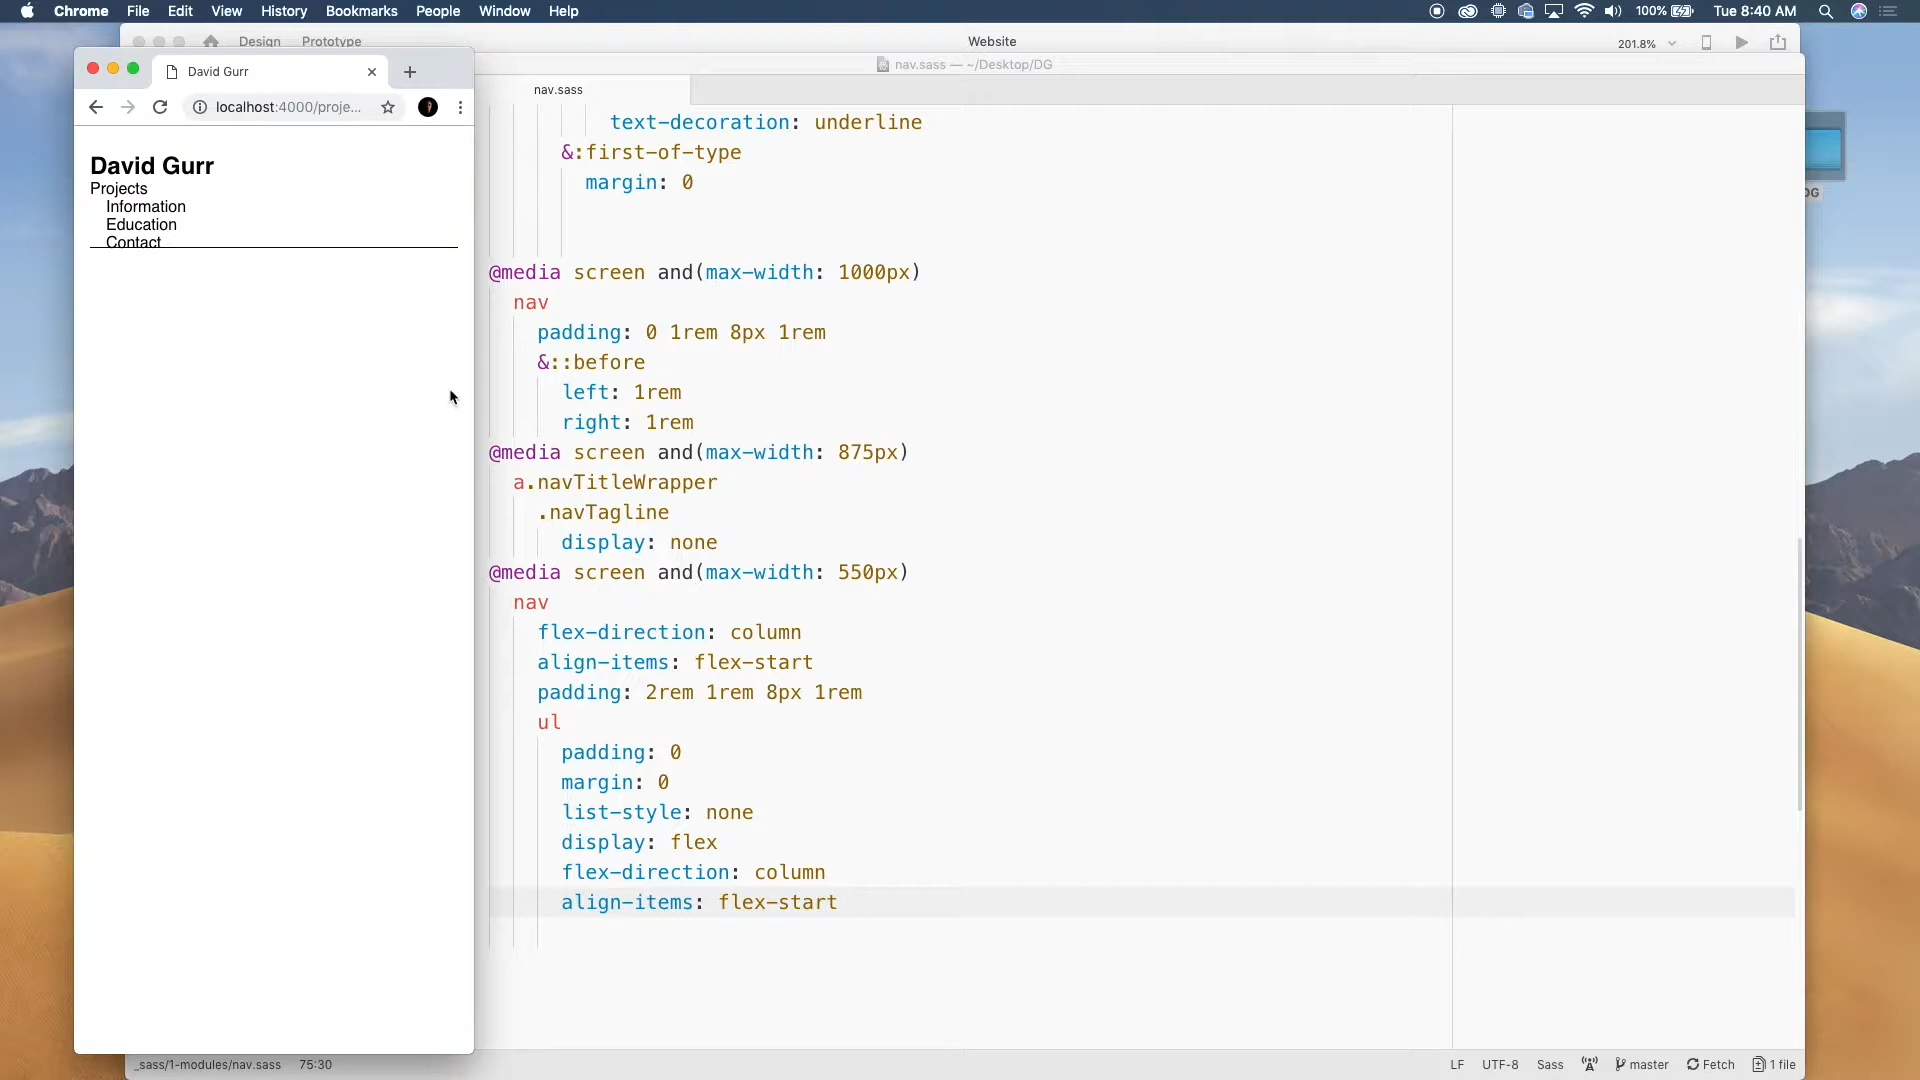 Chrome File Edit View History Bookmarks People Window Help 100% Tue 8:40 AM
Design Prototype Website 201.8%
David Gurr
nav.sass — ~/Desktop/DG
localhost:4000/proje...
nav.sass
David Gurr
Projects
Information
Education
Contact
text-decoration: underline
&:first-of-type
margin: 0
@media screen and(max-width: 1000px)
nav
padding: 0 1rem 8px 1rem
&::before
left: 1rem
right: 1rem
@media screen and(max-width: 875px)
a.navTitleWrapper
.navTagline
display: none
@media screen and(max-width: 550px)
nav
flex-direction: column
align-items: flex-start
padding: 2rem 1rem 8px 1rem
ul
padding: 0
margin: 0
list-style: none
display: flex
flex-direction: column
align-items: flex-start
DG
_sass/1-modules/nav.sass 75:30 LF UTF-8 Sass master Fetch 1 file